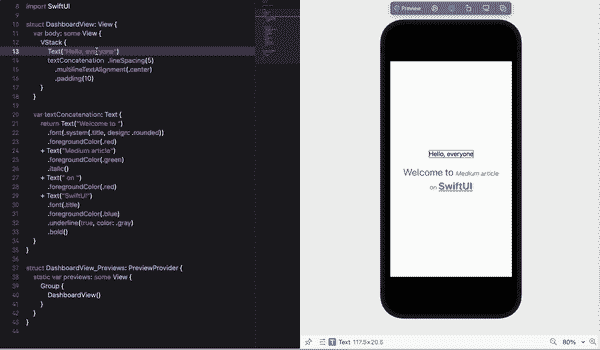 8 import SwiftUI
9
10 struct DashboardView: View {
11 var body: some View {
12 VStack {
13 Text("Hello, everyone")
14 textConcatenation .lineSpacing(5)
15 .multilineTextAlignment(.center)
16 .padding(10)
17 }
18 }
19
20 var textConcatenation: Text {
21 return Text("Welcome to ")
22 .font(.system(.title, design: .rounded))
23 .foregroundColor(.red)
24 + Text("Medium article")
25 .foregroundColor(.green)
26 .italic()
27 + Text(" on ")
28 .foregroundColor(.red)
29 + Text("SwiftUI")
30 .font(.title)
31 .foregroundColor(.blue)
32 .underline(true, color: .gray)
33 .bold()
34 }
35 }
36
37 struct DashboardView_Previews: PreviewProvider {
38 static var previews: some View {
39 Group {
40 DashboardView()
41 }
42 }
43 }
44
Preview
Hello, everyone
Welcome to Medium article
on SwiftUI
Text 117.5×20.5
80%